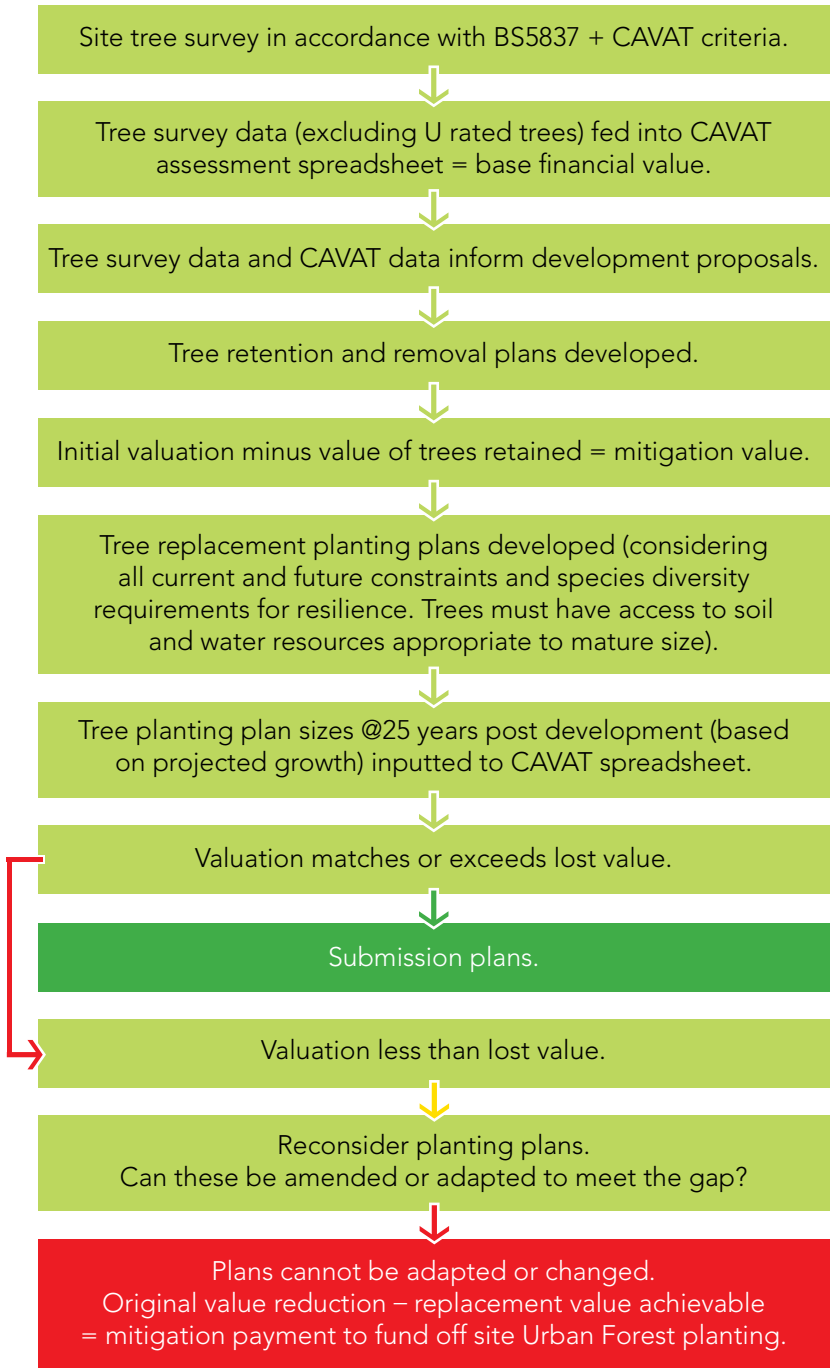 Site tree survey in accordance with BS5837 + CAVAT criteria.
Tree survey data (excluding U rated trees) fed into CAVAT
assessment spreadsheet = base financial value.
Tree survey data and CAVAT data inform development proposals.
Tree retention and removal plans developed.
Initial valuation minus value of trees retained = mitigation value.
Tree replacement planting plans developed (considering
all current and future constraints and species diversity
requirements for resilience. Trees must have access to soil
and water resources appropriate to mature size).
Tree planting plan sizes @25 years post development (based
on projected growth) inputted to CAVAT spreadsheet.
Valuation matches or exceeds lost value.
Submission plans.
Valuation less than lost value.
Reconsider planting plans.
Can these be amended or adapted to meet the gap?
Plans cannot be adapted or changed.
Original value reduction – replacement value achievable
= mitigation payment to fund off site Urban Forest planting.